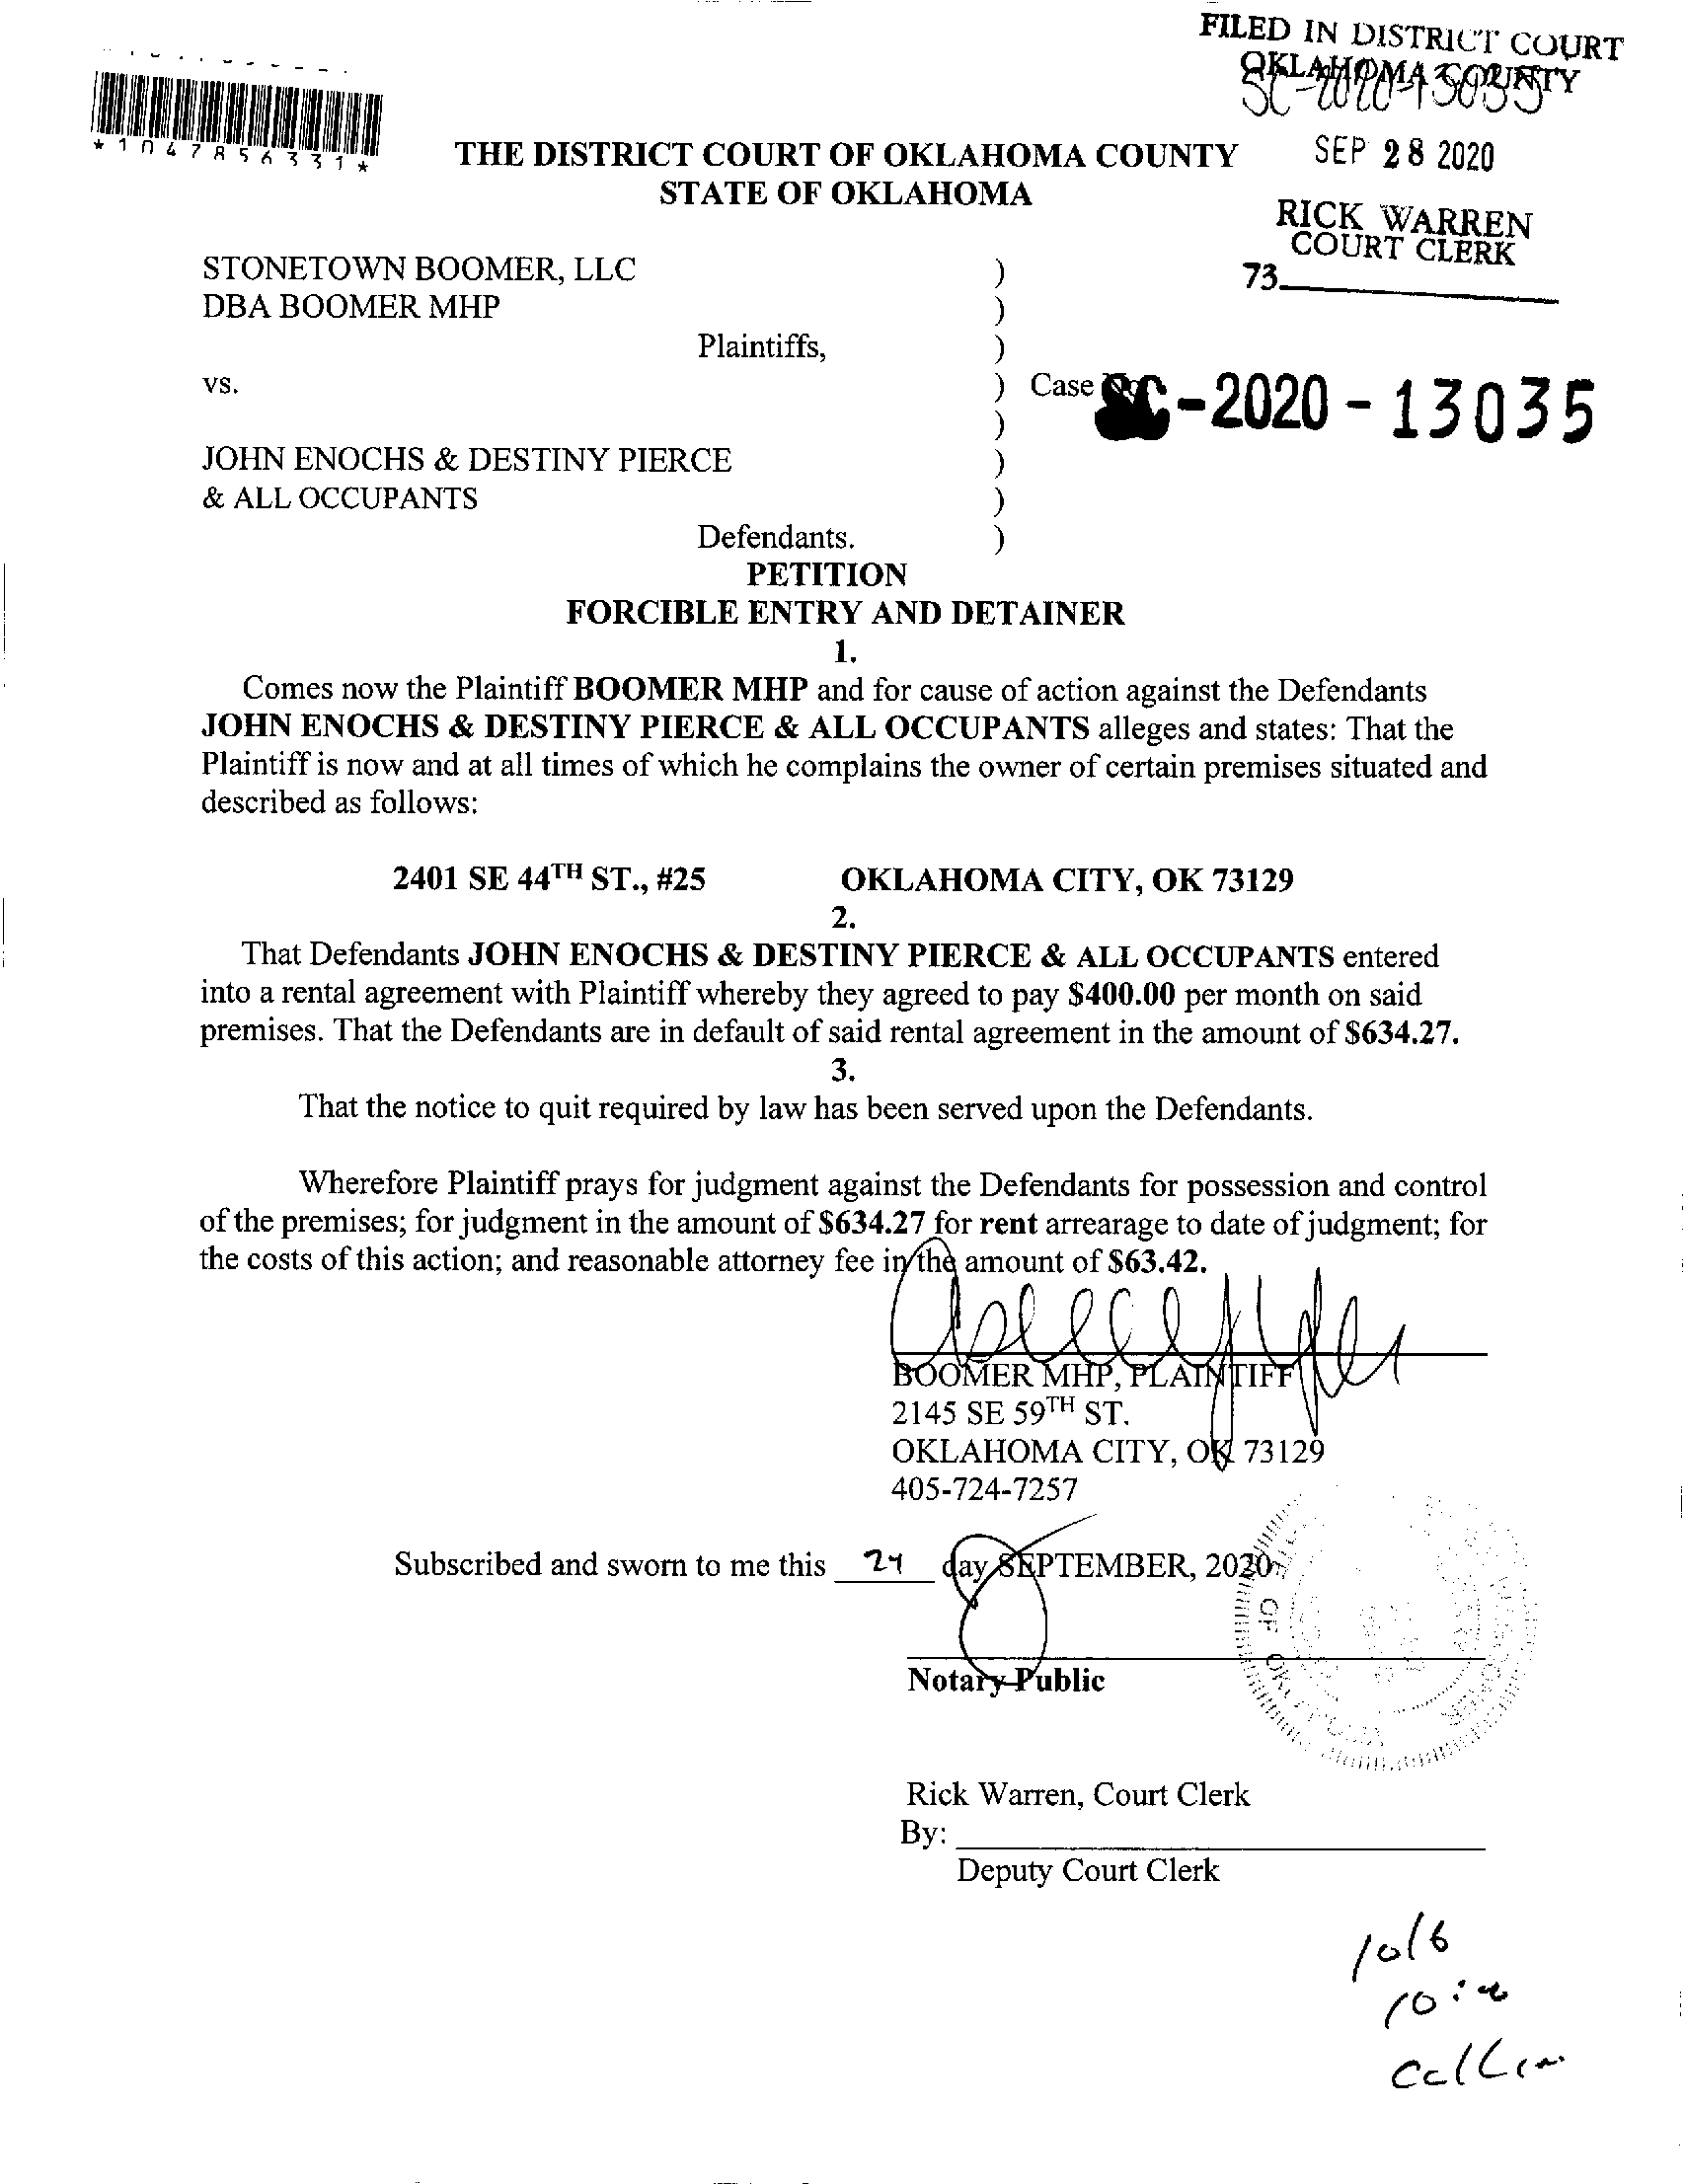 FILED IN DISTRICT COURT
OKLAHOMA COUNTY
SC-2020-13035
*1047856331*
SEP 28 2020
THE DISTRICT COURT OF OKLAHOMA COUNTY
STATE OF OKLAHOMA
RICK WARREN
COURT CLERK
73
STONETOWN BOOMER, LLC )
DBA BOOMER MHP )
Plaintiffs, )
vs. ) Case No. SC-2020-13035
)
JOHN ENOCHS & DESTINY PIERCE )
& ALL OCCUPANTS )
Defendants. )
PETITION
FORCIBLE ENTRY AND DETAINER
1.
Comes now the Plaintiff BOOMER MHP and for cause of action against the Defendants
JOHN ENOCHS & DESTINY PIERCE & ALL OCCUPANTS alleges and states: That the
Plaintiff is now and at all times of which he complains the owner of certain premises situated and
described as follows:
2401 SE 44TH ST., #25 OKLAHOMA CITY, OK 73129
2.
That Defendants JOHN ENOCHS & DESTINY PIERCE & ALL OCCUPANTS entered
into a rental agreement with Plaintiff whereby they agreed to pay $400.00 per month on said
premises. That the Defendants are in default of said rental agreement in the amount of $634.27.
3.
That the notice to quit required by law has been served upon the Defendants.
Wherefore Plaintiff prays for judgment against the Defendants for possession and control
of the premises; for judgment in the amount of $634.27 for rent arrearage to date of judgment; for
the costs of this action; and reasonable attorney fee in the amount of $63.42.
BOOMER MHP, PLAINTIFF
2145 SE 59TH ST.
OKLAHOMA CITY, OK 73129
405-724-7257
Subscribed and sworn to me this 24 day SEPTEMBER, 2020
Notary Public
OF
Rick Warren, Court Clerk
By:
Deputy Court Clerk
10/6